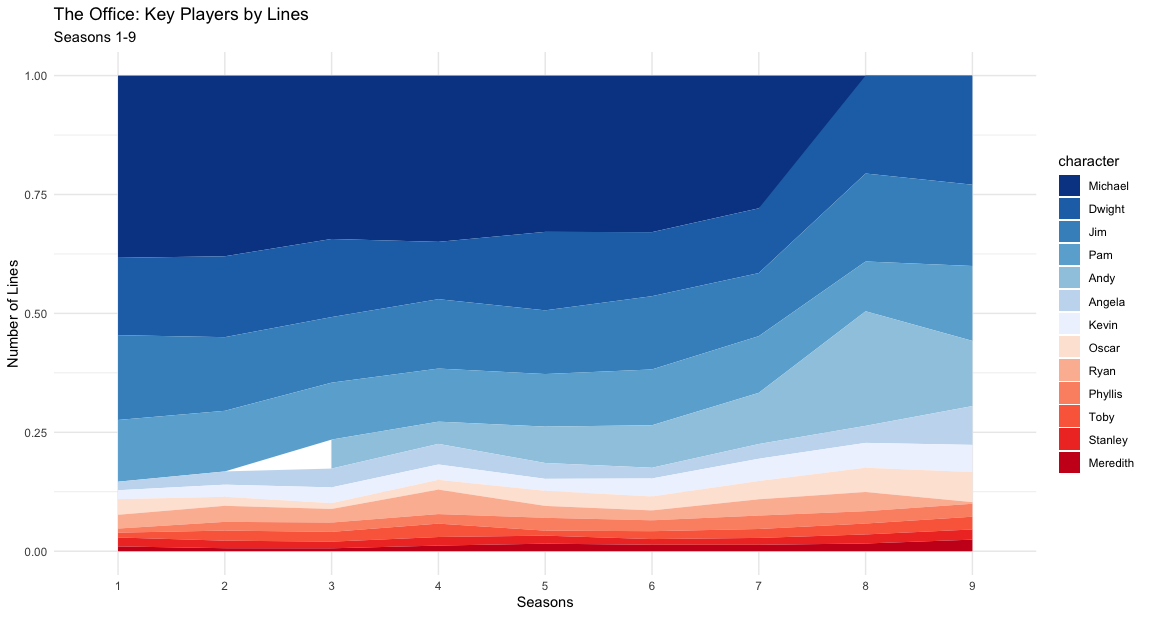 The Office: Key Players by Lines
Seasons 1-9
Number of Lines
1.00
0.75
0.50
0.25
0.00
1 2 3 4 5 6 7 8 9
Seasons
character
Michael
Dwight
Jim
Pam
Andy
Angela
Kevin
Oscar
Ryan
Phyllis
Toby
Stanley
Meredith